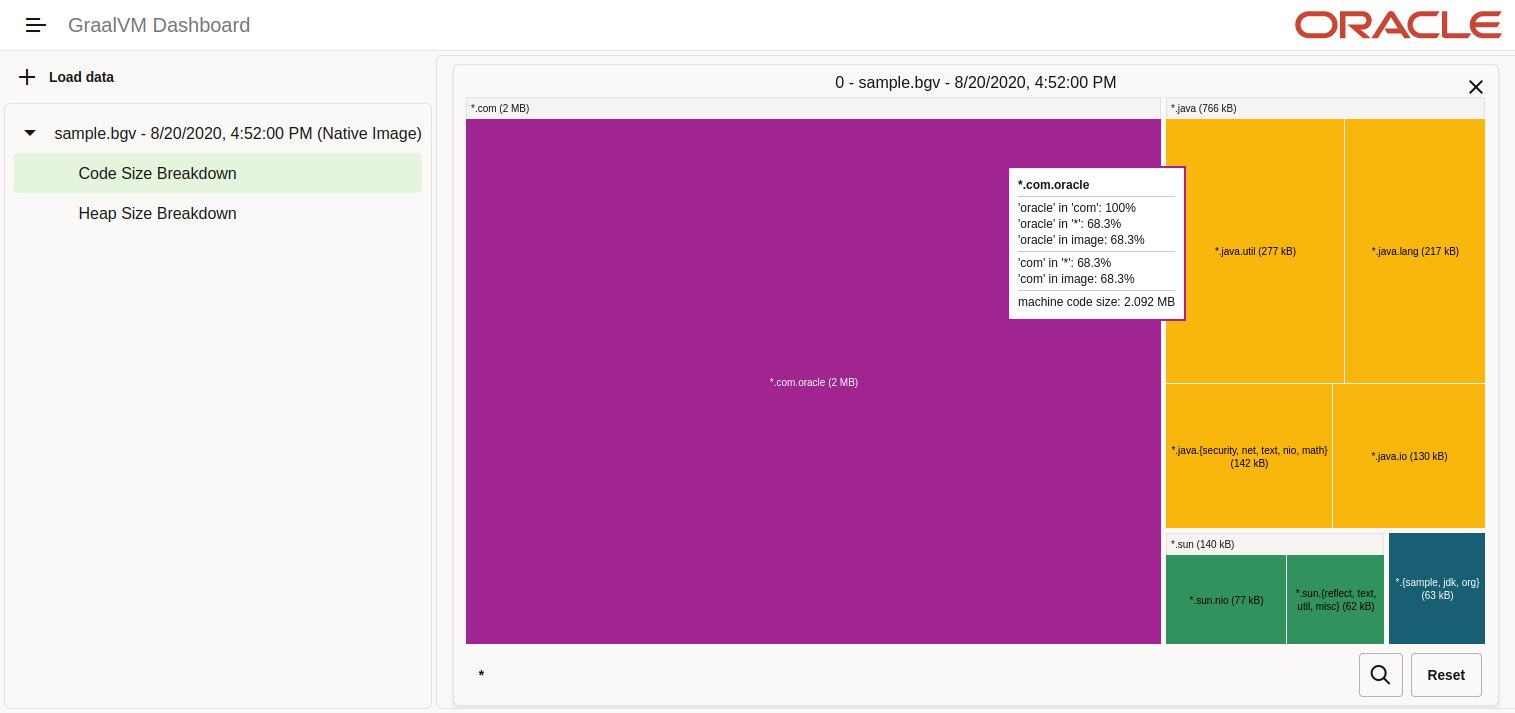 GraalVM Dashboard
ORACLE
Load data
sample.bgv - 8/20/2020, 4:52:00 PM (Native Image)
Code Size Breakdown
Heap Size Breakdown
0 - sample.bgv - 8/20/2020, 4:52:00 PM
*.com (2 MB)
*.com.oracle (2 MB)
*.com.oracle
'oracle' in 'com': 100%
'oracle' in '*': 68.3%
'oracle' in image: 68.3%
'com' in '*': 68.3%
'com' in image: 68.3%
machine code size: 2.092 MB
*.java (766 kB)
*.java.util (277 kB)
*.java.lang (217 kB)
*.java.{security, net, text, nio, math}
(142 kB)
*.java.io (130 kB)
*.sun (140 kB)
*.sun.nio (77 kB)
*.sun.{reflect, text,
util, misc} (62 kB)
*.{sample, jdk, org}
(63 kB)
*
Reset